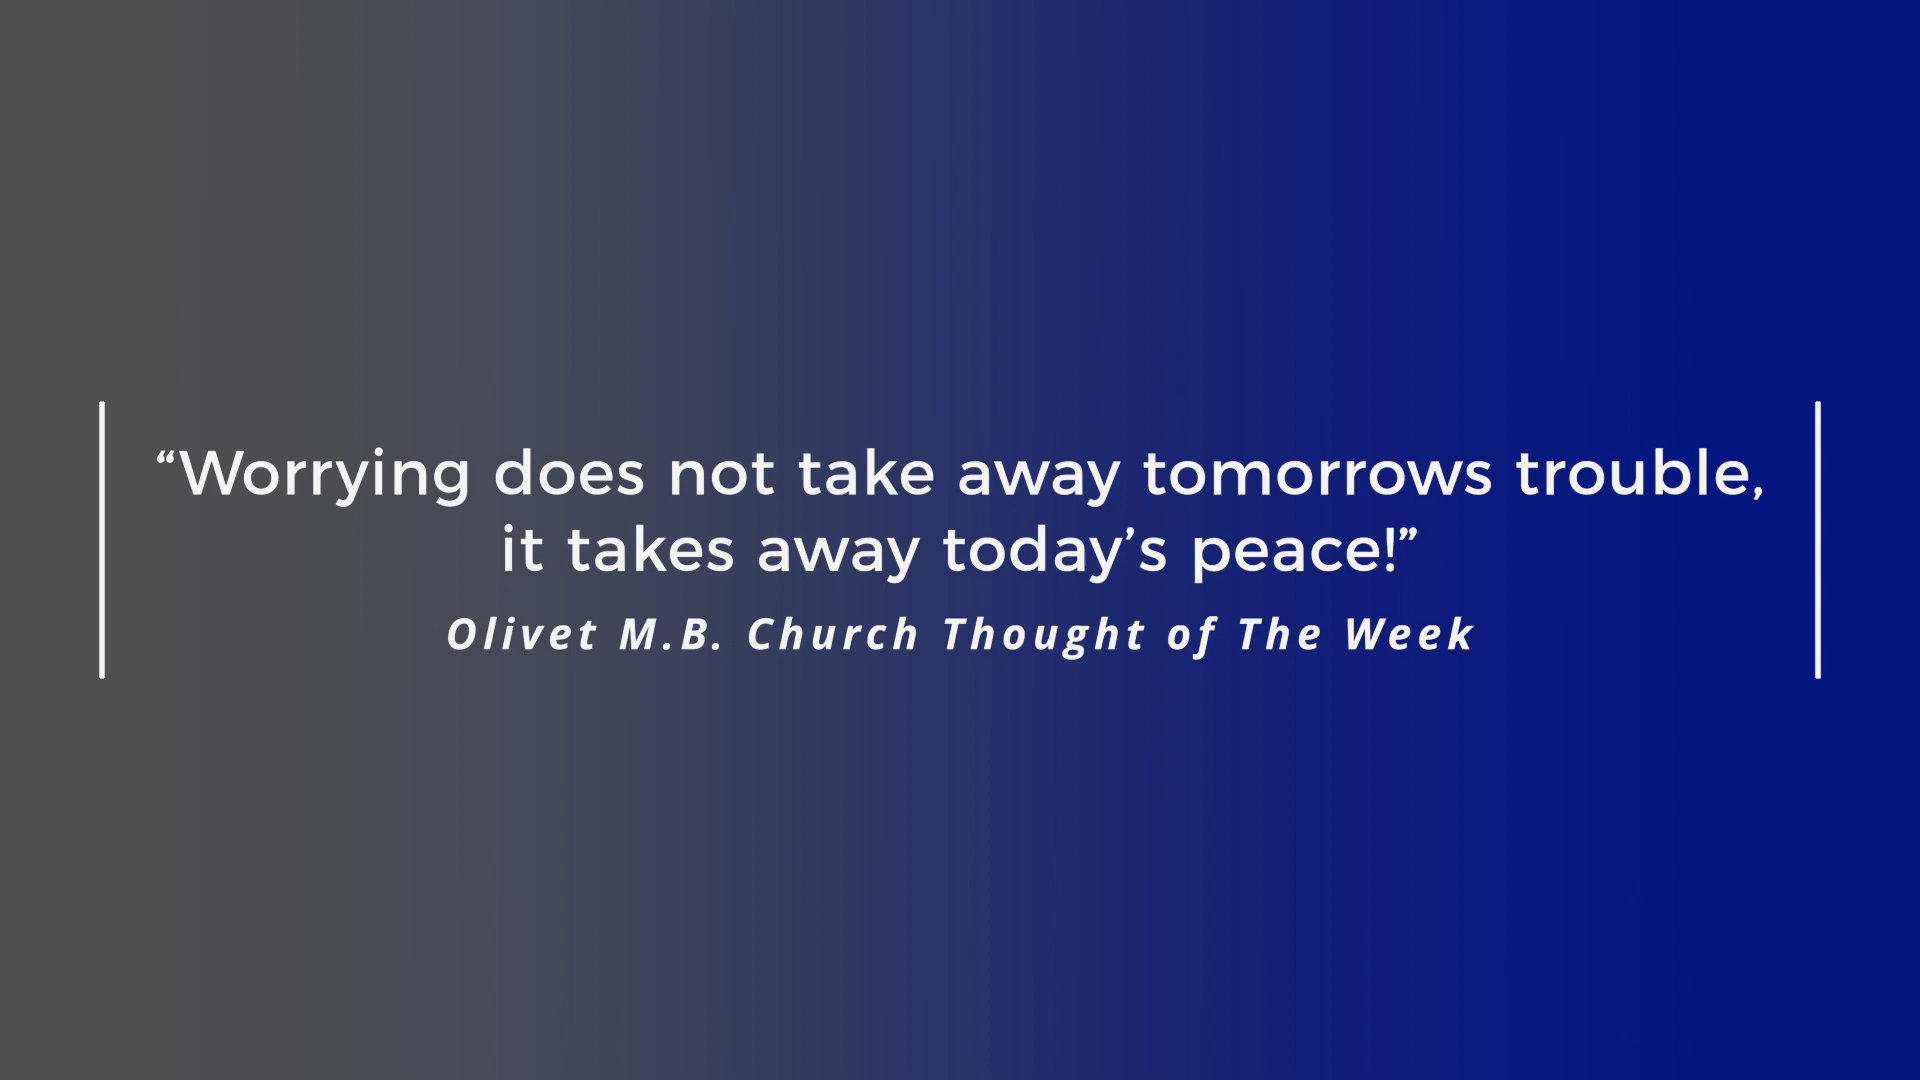 “Worrying does not take away tomorrows trouble,
it takes away today’s peace!”
Olivet M.B. Church Thought of The Week